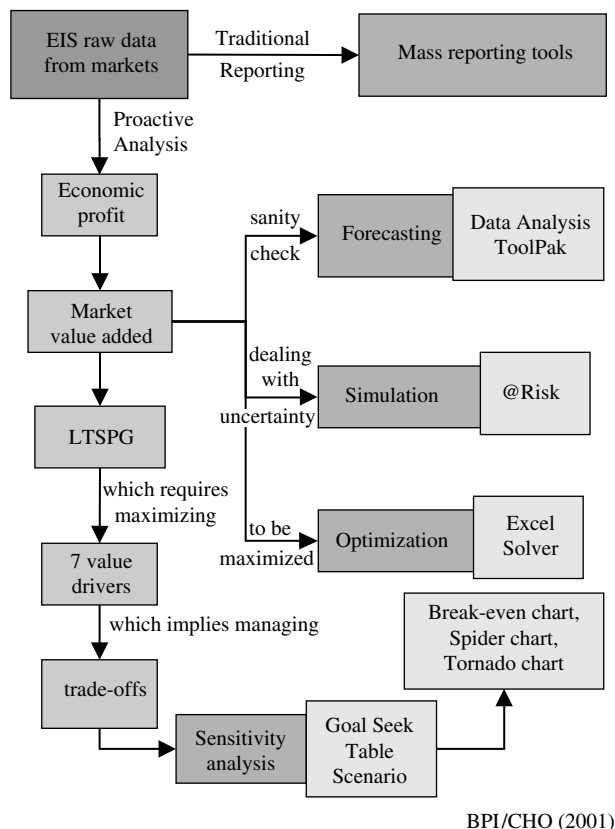 EIS raw data
from markets
Traditional
Reporting
Mass reporting tools
Proactive
Analysis
Economic
profit
sanity
check
Forecasting
Data Analysis
ToolPak
Market
value added
dealing
with
uncertainty
Simulation
@Risk
LTSPG
which requires
maximizing
to be
maximized
Optimization
Excel
Solver
7 value
drivers
which implies managing
Break-even chart,
Spider chart,
Tornado chart
trade-offs
Sensitivity
analysis
Goal Seek
Table
Scenario
BPI/CHO (2001)